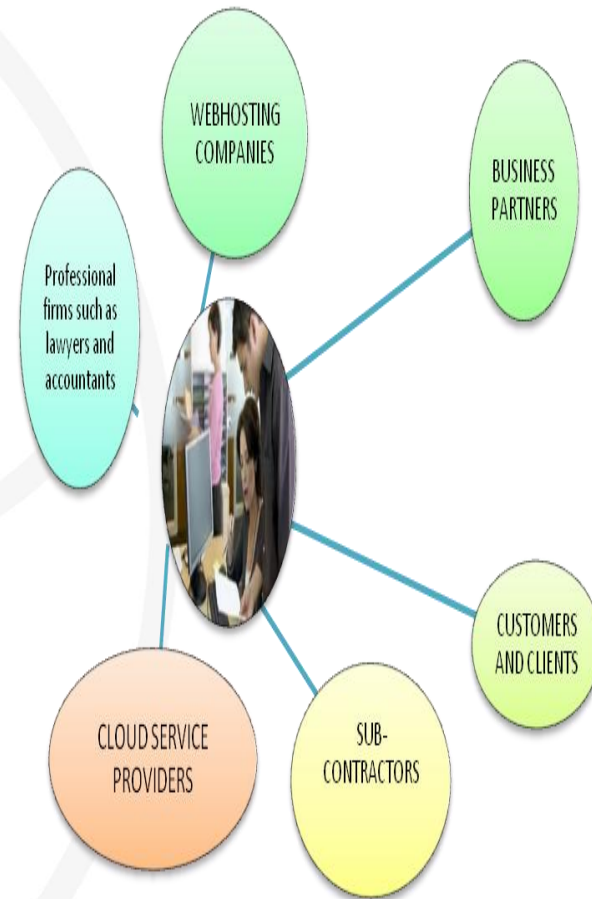 WEBHOSTING
COMPANIES
BUSINESS
PARTNERS
Professional
firms such as
lawyers and
accountants
CUSTOMERS
AND CLIENTS
CLOUD SERVICE
PROVIDERS
SUB-
CONTRACTORS